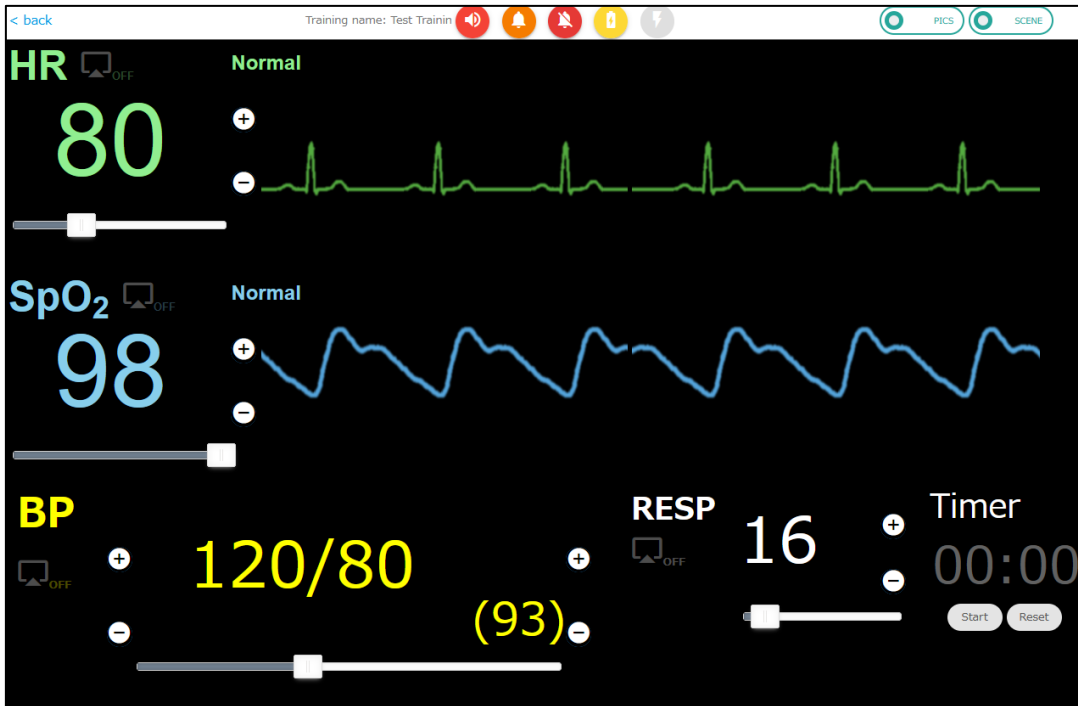 < back
Training name: Test Trainin
PICS
SCENE
HR OFF
Normal
80
SpO2 OFF
Normal
98
BP
OFF
120/80
(93)
RESP
OFF
16
Timer
00:00
Start
Reset